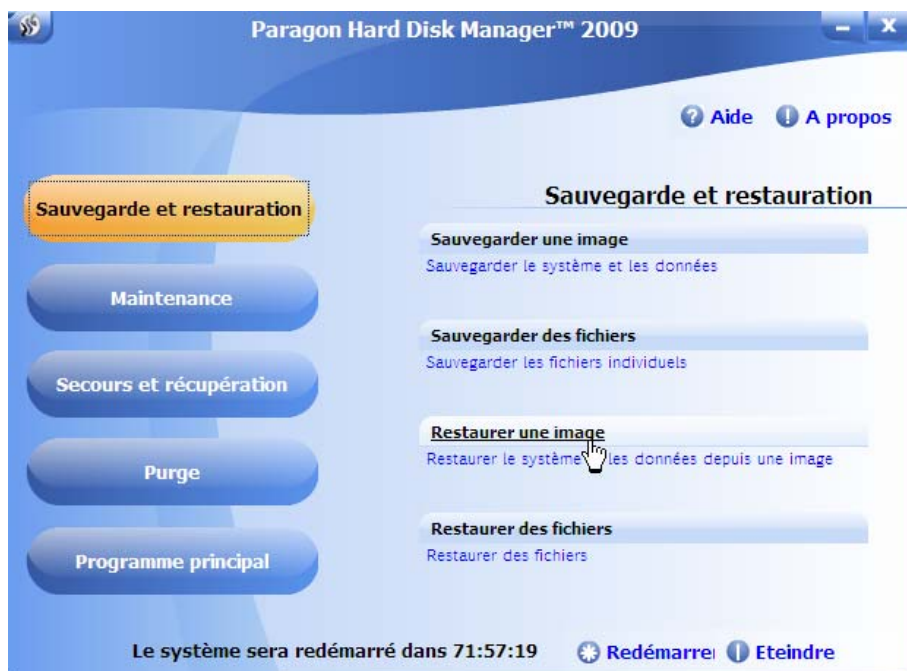 Paragon Hard Disk Manager™ 2009
Aide
A propos
Sauvegarde et restauration
Maintenance
Secours et récupération
Purge
Programme principal
Sauvegarde et restauration
Sauvegarder une image
Sauvegarder le système et les données
Sauvegarder des fichiers
Sauvegarder les fichiers individuels
Restaurer une image
Restaurer le système les données depuis une image
Restaurer des fichiers
Restaurer des fichiers
Le système sera redémarré dans 71:57:19
Redémarre
Eteindre